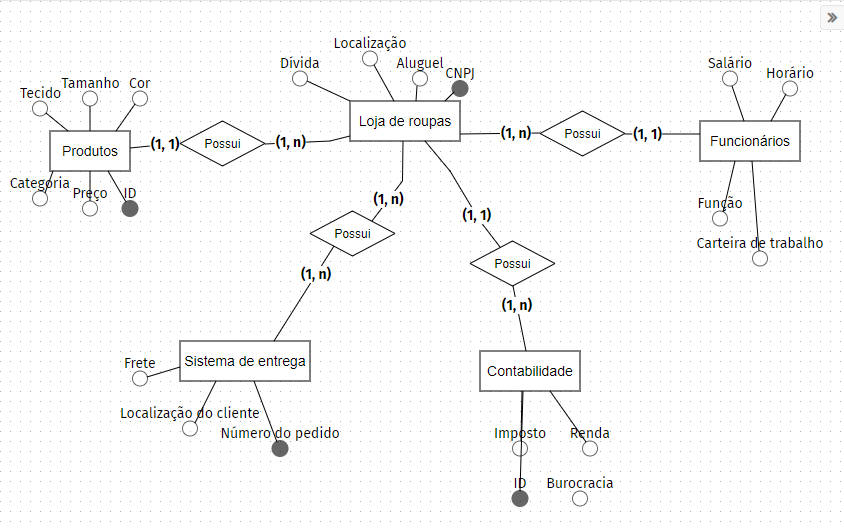 Localização
Dívida
Aluguel
CNPJ
Salário
Horário
Tecido
Tamanho
Cor
Loja de roupas
Produtos
(1, 1)
Possui
(1, n)
(1, n)
Possui
(1, 1)
Funcionários
Categoria
Preço
ID
(1, n)
(1, 1)
Função
Possui
Carteira de trabalho
Possui
(1, n)
(1, n)
Frete
Sistema de entrega
Contabilidade
Localização do cliente
Número do pedido
Imposto
Renda
ID
Burocracia